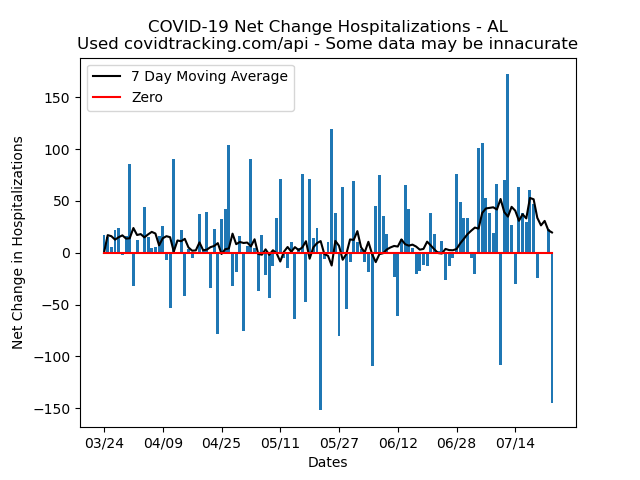 COVID-19 Net Change Hospitalizations - AL
Used covidtracking.com/api - Some data may be innacurate
7 Day Moving Average
Zero
Net Change in Hospitalizations
150
100
50
0
−50
−100
−150
03/24 04/09 04/25 05/11 05/27 06/12 06/28 07/14
Dates